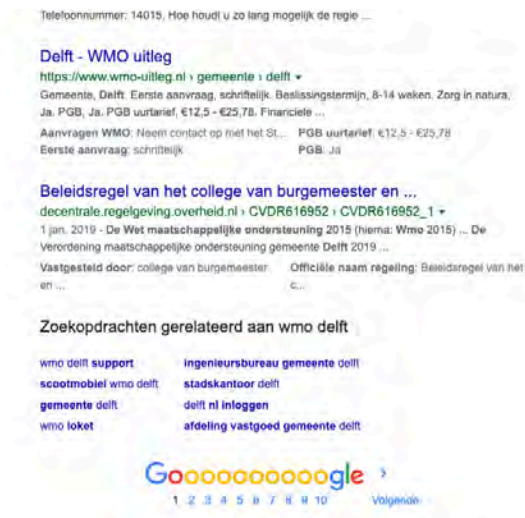 Telefoonnummer: 14015, Hoe houdt u zo lang mogelijk de regie ...
Delft - WMO uitleg
https://www.wmo-uitleg.nl › gemeente › delft
Gemeente, Delft. Eerste aanvraag, schriftelijk. Beslissingstermijn, 8-14 weken. Zorg in natura,
Ja. PGB, Ja. PGB uurtarief, €12,5 - €25,78. Financiele ...
Aanvragen WMO: Neem contact op met het St... PGB uurtarief: €12,5 - €25,78
Eerste aanvraag: schriftelijk PGB: Ja
Beleidsregel van het college van burgemeester en ...
decentrale.regelgeving.overheid.nl › CVDR616952 › CVDR616952_1
1 jan. 2019 - De Wet maatschappelijke ondersteuning 2015 (hierna: Wmo 2015) ... De
Verordening maatschappelijke ondersteuning gemeente Delft 2019 ...
Vastgesteld door: college van burgemeester Officiële naam regeling: Beleidsregel van het
en ... c...
Zoekopdrachten gerelateerd aan wmo delft
wmo delft support ingenieursbureau gemeente delft
scootmobiel wmo delft stadskantoor delft
gemeente delft delft nl inloggen
wmo loket afdeling vastgoed gemeente delft
Goooooooooogle >
1 2 3 4 5 6 7 8 9 10 Volgende